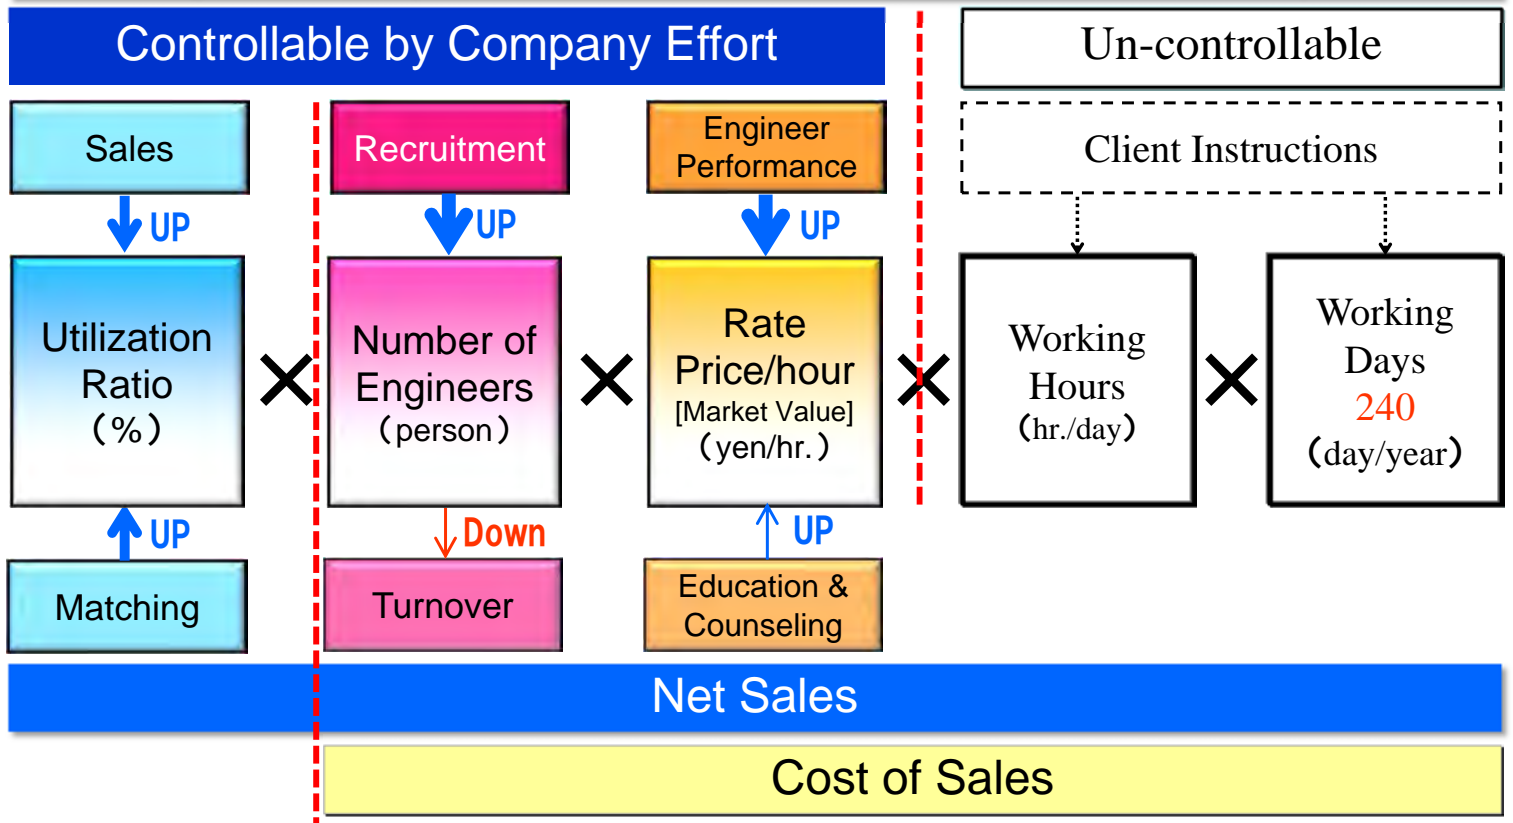 Controllable by Company Effort
Un-controllable
Sales
Recruitment
Engineer
Performance
Client Instructions
UP
UP
UP
Utilization
Ratio
（%）
×
Number of
Engineers
（person）
×
Rate
Price/hour
[Market Value]
（yen/hr.）
×
Working
Hours
（hr./day）
×
Working
Days
240
（day/year）
UP
Down
UP
Matching
Turnover
Education &
Counseling
Net Sales
Cost of Sales